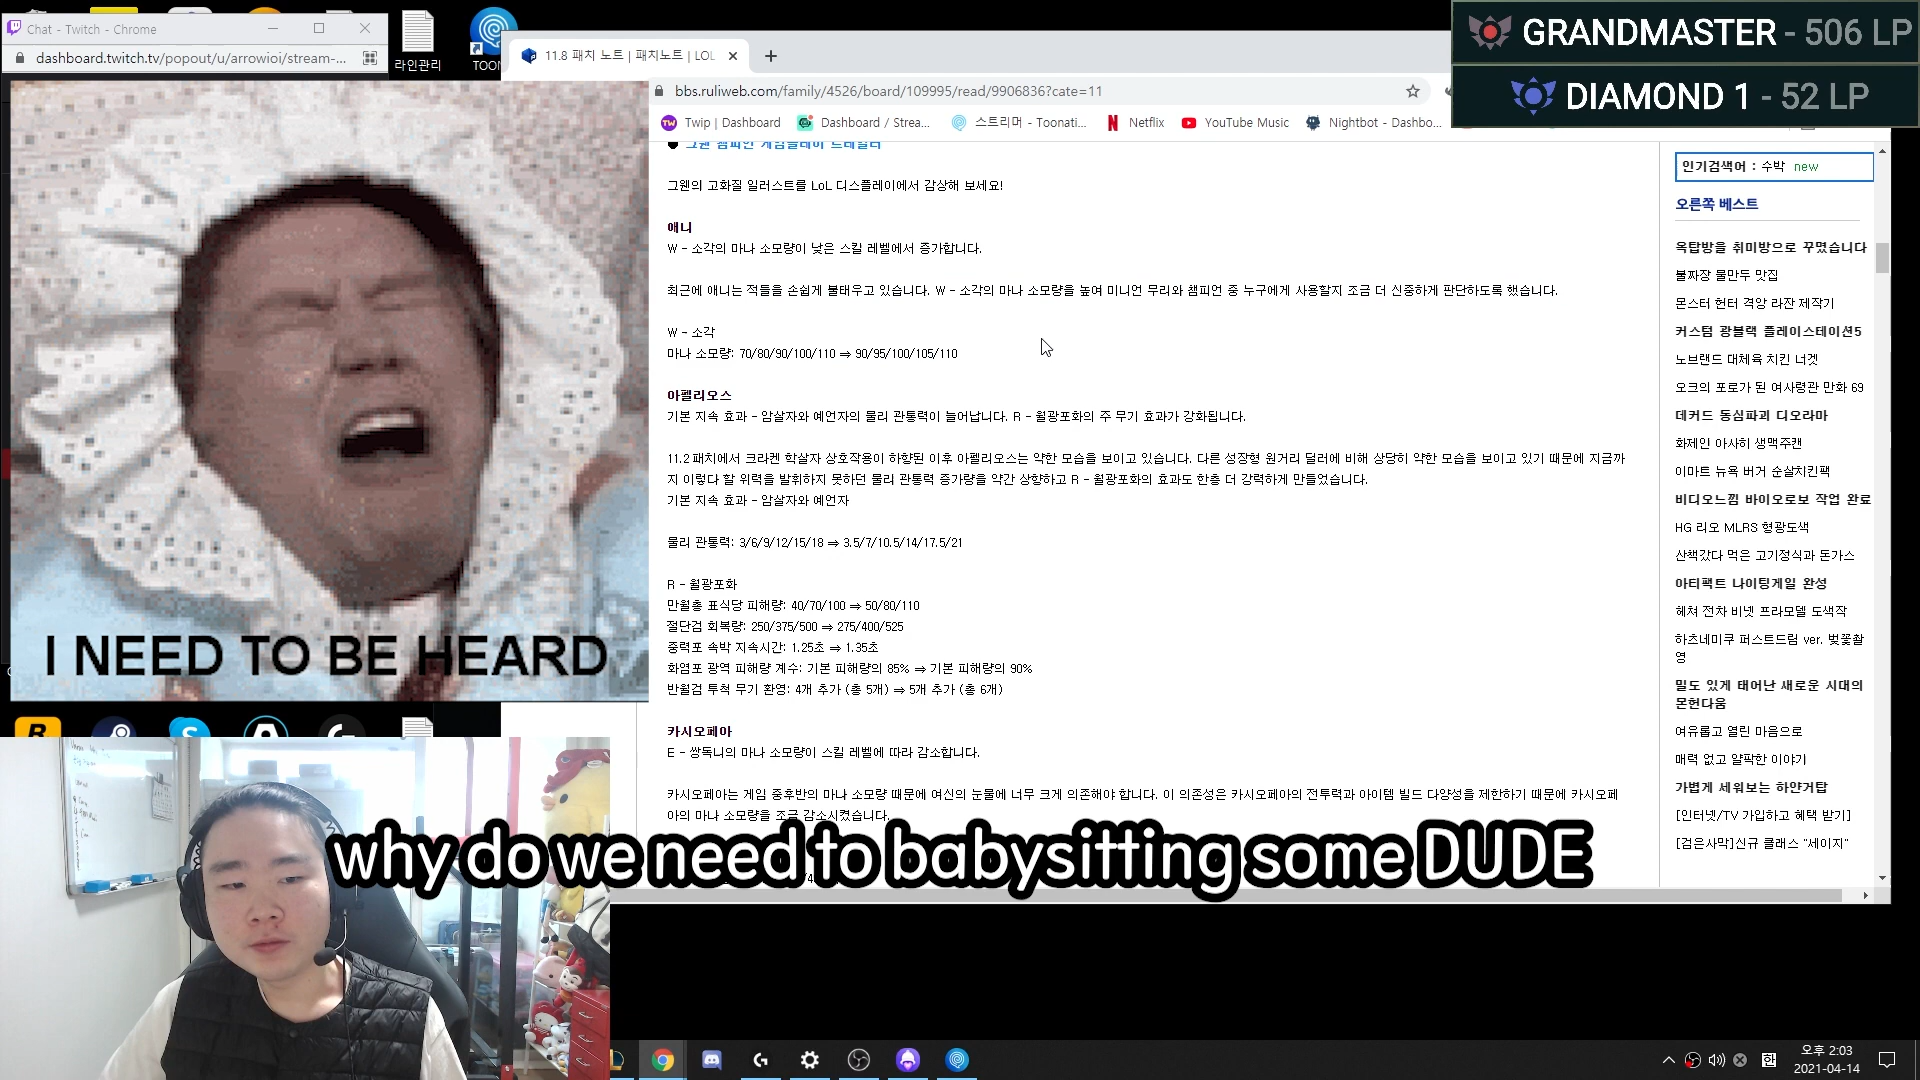 Chat - Twitch - Chrome
dashboard.twitch.tv/popout/u/arrowioi/stream-...
라인관리
TOON
11.8 패치 노트 | 패치노트 | LOL
bbs.ruliweb.com/family/4526/board/109995/read/9906836?cate=11
Twip | Dashboard
Dashboard / Strea...
스트리머 - Toonati...
Netflix
YouTube Music
Nightbot - Dashbo...
GRANDMASTER - 506 LP
DIAMOND 1 - 52 LP
그웬 챔피언 게임플레이 트레일러
그웬의 고화질 일러스트를 LoL 디스플레이에서 감상해 보세요!
애니
W - 소각의 마나 소모량이 낮은 스킬 레벨에서 증가합니다.
최근에 애니는 적들을 손쉽게 불태우고 있습니다. W - 소각의 마나 소모량을 높여 미니언 무리와 챔피언 중 누구에게 사용할지 조금 더 신중하게 판단하도록 했습니다.
W - 소각
마나 소모량: 70/80/90/100/110 ⇒ 90/95/100/105/110
아펠리오스
기본 지속 효과 - 암살자와 예언자의 물리 관통력이 늘어납니다. R - 월광포화의 주 무기 효과가 강화됩니다.
11.2 패치에서 크라켄 학살자 상호작용이 하향된 이후 아펠리오스는 약한 모습을 보이고 있습니다. 다른 성장형 원거리 딜러에 비해 상당히 약한 모습을 보이고 있기 때문에 지금까
지 이렇다 할 위력을 발휘하지 못하던 물리 관통력 증가량을 약간 상향하고 R - 월광포화의 효과도 한층 더 강력하게 만들었습니다.
기본 지속 효과 - 암살자와 예언자
물리 관통력: 3/6/9/12/15/18 ⇒ 3.5/7/10.5/14/17.5/21
R - 월광포화
만월총 표식당 피해량: 40/70/100 ⇒ 50/80/110
절단검 회복량: 250/375/500 ⇒ 275/400/525
중력포 속박 지속시간: 1.25초 ⇒ 1.35초
화염포 광역 피해량 계수: 기본 피해량의 85% ⇒ 기본 피해량의 90%
반월검 투척 무기 환영: 4개 추가 (총 5개) ⇒ 5개 추가 (총 6개)
카시오페아
E - 쌍독니의 마나 소모량이 스킬 레벨에 따라 감소합니다.
카시오페아는 게임 중후반의 마나 소모량 때문에 여신의 눈물에 너무 크게 의존해야 합니다. 이 의존성은 카시오페아의 전투력과 아이템 빌드 다양성을 제한하기 때문에 카시오페
아의 마나 소모량을 조금 감소시켰습니다.
인기검색어 : 수박 new
오른쪽 베스트
옥탑방을 취미방으로 꾸몄습니다
불짜장 물만두 맛집
몬스터 헌터 격앙 라잔 제작기
커스텀 광블랙 플레이스테이션5
노브랜드 대체육 치킨 너겟
오크의 포로가 된 여사령관 만화 69
데커드 동심파괴 디오라마
화제인 아사히 생맥주캔
이마트 뉴욕 버거 순살치킨팩
비디오느낌 바이오로보 작업 완료
HG 리오 MLRS 형광도색
산책갔다 먹은 고기정식과 돈가스
아티팩트 나이팅게일 완성
헤쳐 전차 비넷 프라모델 도색작
하츠네미쿠 퍼스트드림 ver. 벚꽃촬
영
밀도 있게 태어난 새로운 시대의
몬헌다움
여유롭고 열린 마음으로
매력 없고 얄팍한 이야기
가볍게 세워보는 하얀거탑
[인터넷/TV 가입하고 혜택 받기]
[검은사막]신규 클래스 "세이지"
I NEED TO BE HEARD
why do we need to babysitting some DUDE
한
오후 2:03
2021-04-14